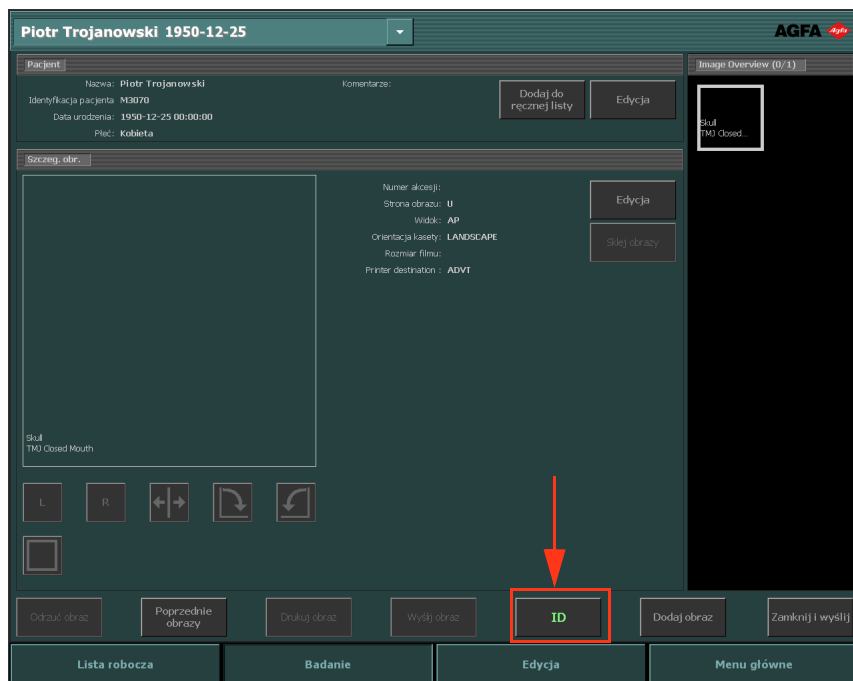 Piotr Trojanowski 1950-12-25
AGFA Agfa
Pacjent
Nazwa: Piotr Trojanowski
Identyfikacja pacjenta M3070
Data urodzenia: 1950-12-25 00:00:00
Płeć: Kobieta
Komentarze:
Dodaj do
ręcznej listy
Edycja
Image Overview (0/1)
Skull
TMJ Closed...
Szczeg. obr.
Numer akcesji:
Strona obrazu: U
Widok: AP
Orientacja kasety: LANDSCAPE
Rozmiar filmu:
Printer destination : ADVT
Edycja
Sklej obrazy
Skull
TMJ Closed Mouth
L
R
Odrzuć obraz
Poprzednie
obrazy
Drukuj obraz
Wyślij obraz
ID
Dodaj obraz
Zamknij i wyślij
Lista robocza
Badanie
Edycja
Menu główne